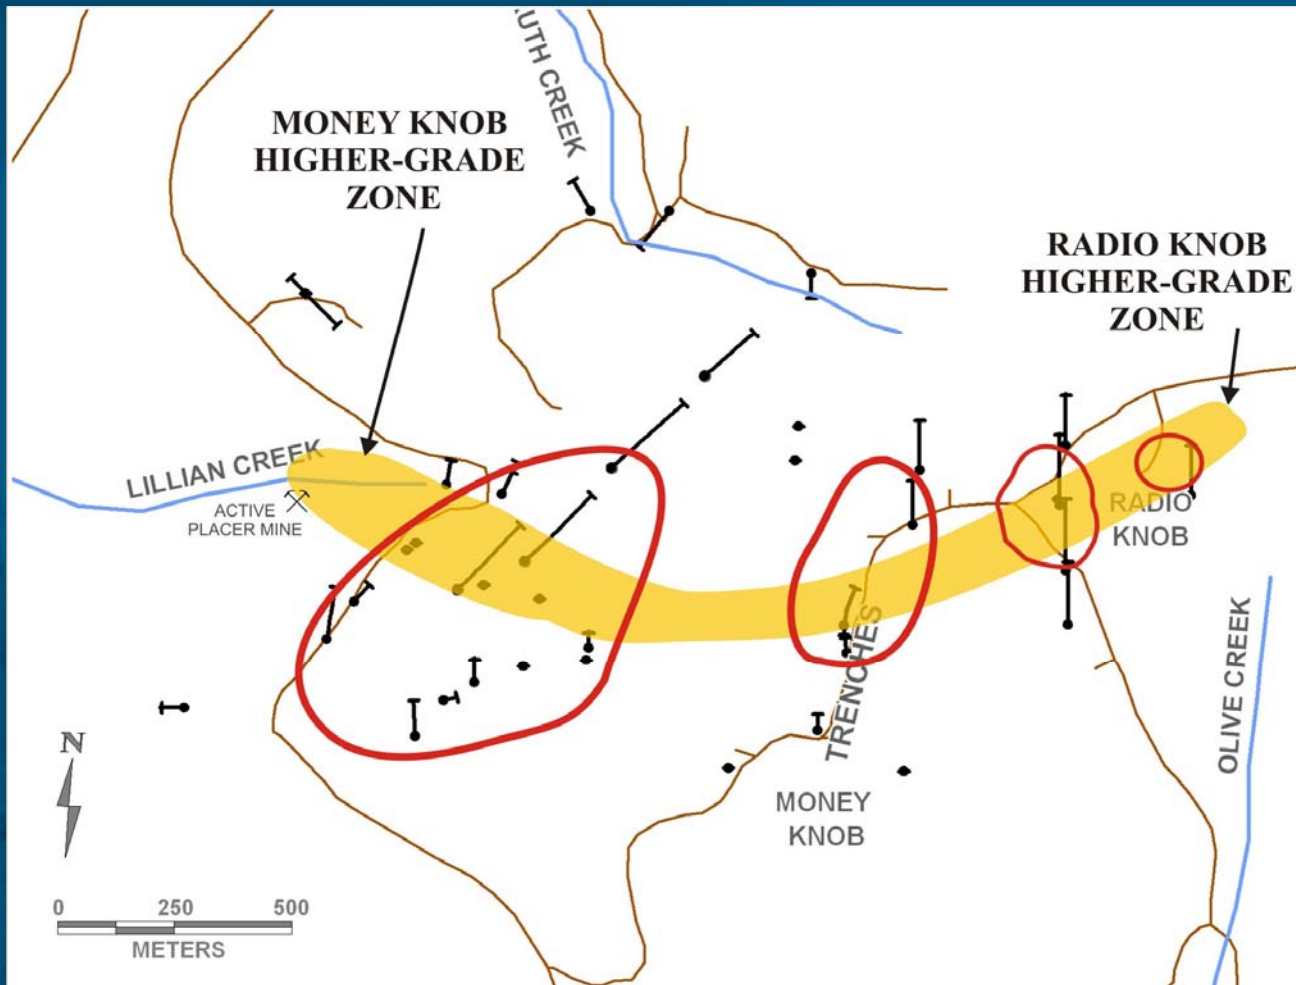 UTH CREEK
MONEY KNOB
HIGHER-GRADE
ZONE
RADIO KNOB
HIGHER-GRADE
ZONE
LILLIAN CREEK
ACTIVE
PLACER MINE
RADIO
KNOB
TRENCHES
OLIVE CREEK
MONEY
KNOB
N
0 250 500
METERS